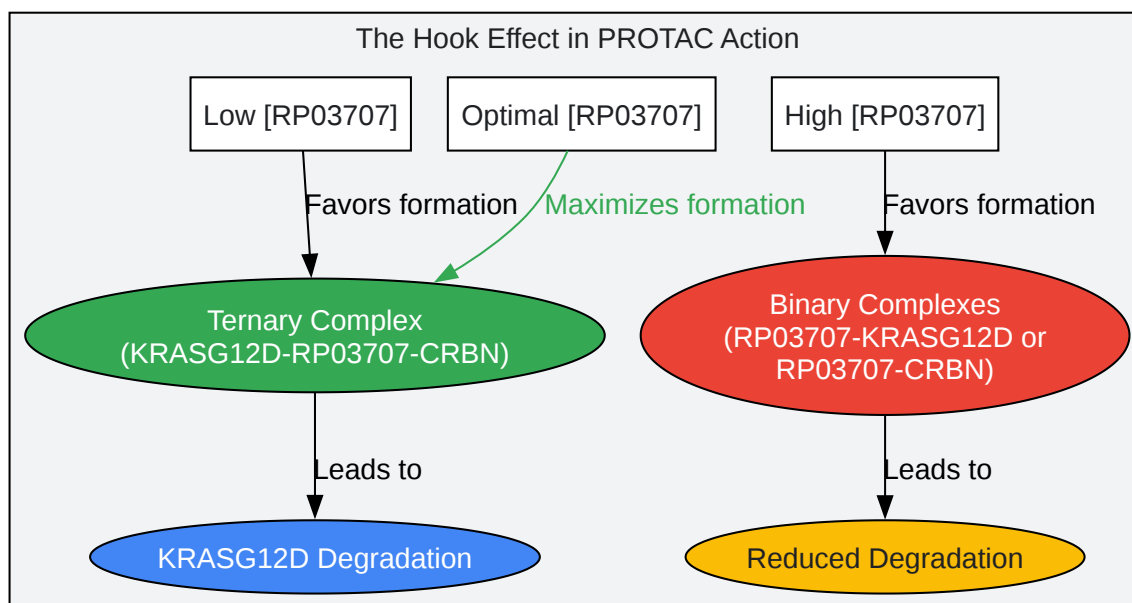 The Hook Effect in PROTAC Action
Low [RP03707]
Optimal [RP03707]
High [RP03707]
Favors formation
Maximizes formation
Favors formation
Ternary Complex
(KRASG12D-RP03707-CRBN)
Binary Complexes
(RP03707-KRASG12D or
RP03707-CRBN)
Leads to
Leads to
KRASG12D Degradation
Reduced Degradation